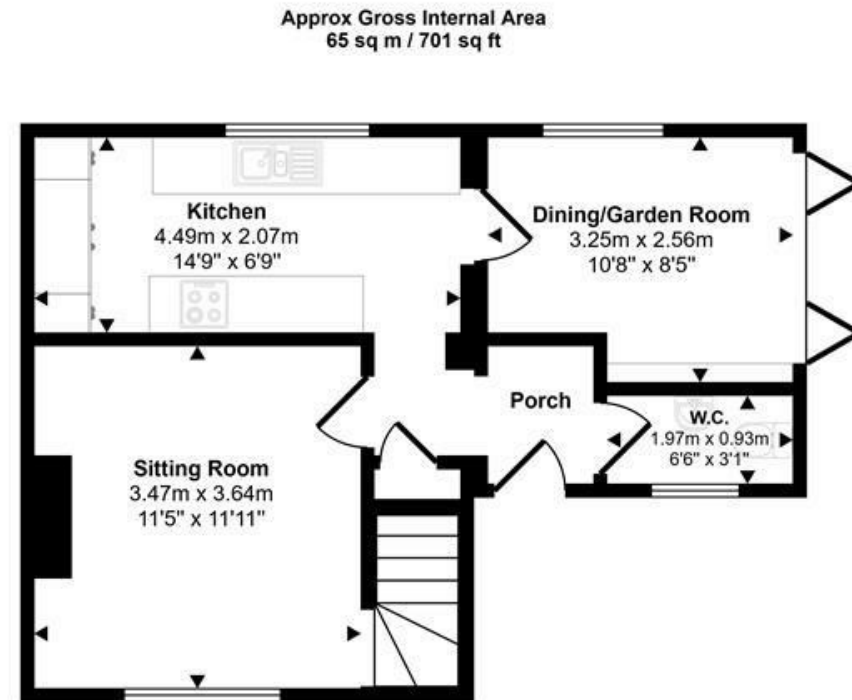 Approx Gross Internal Area
65 sq m / 701 sq ft
Kitchen
4.49m x 2.07m
14'9" x 6'9"
Dining/Garden Room
3.25m x 2.56m
10'8" x 8'5"
Porch
W.C.
1.97m x 0.93m
6'6" x 3'1"
Sitting Room
3.47m x 3.64m
11'5" x 11'11"